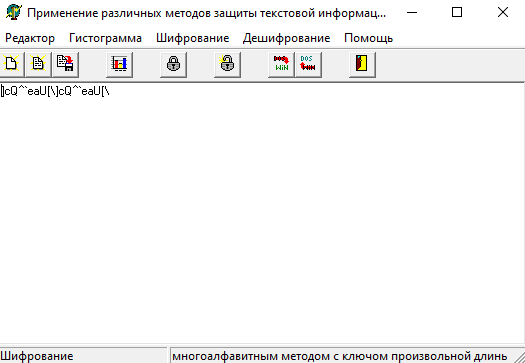 Применение различных методов защиты текстовой информац...
Редактор Гистограмма Шифрование Дешифрование Помощь
WIN DOS
]cQ^`eaU[\]cQ^`eaU[\
Шифрование многоалфавитным методом с ключом произвольной длинь